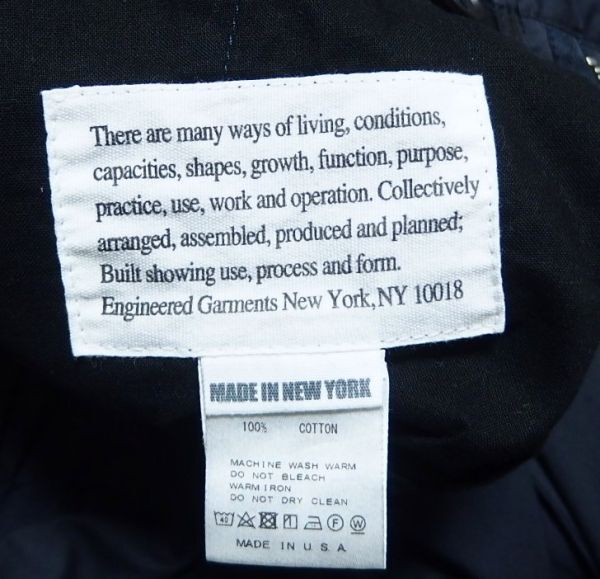 There are many ways of living, conditions,
capacities, shapes, growth, function, purpose,
practice, use, work and operation. Collectively
arranged, assembled, produced and planned;
Built showing use, process and form.
Engineered Garments New York, NY 10018
MADE IN NEW YORK
100% COTTON
MACHINE WASH WARM
DO NOT BLEACH
WARM IRON
DO NOT DRY CLEAN
40 F W
MADE IN U.S.A